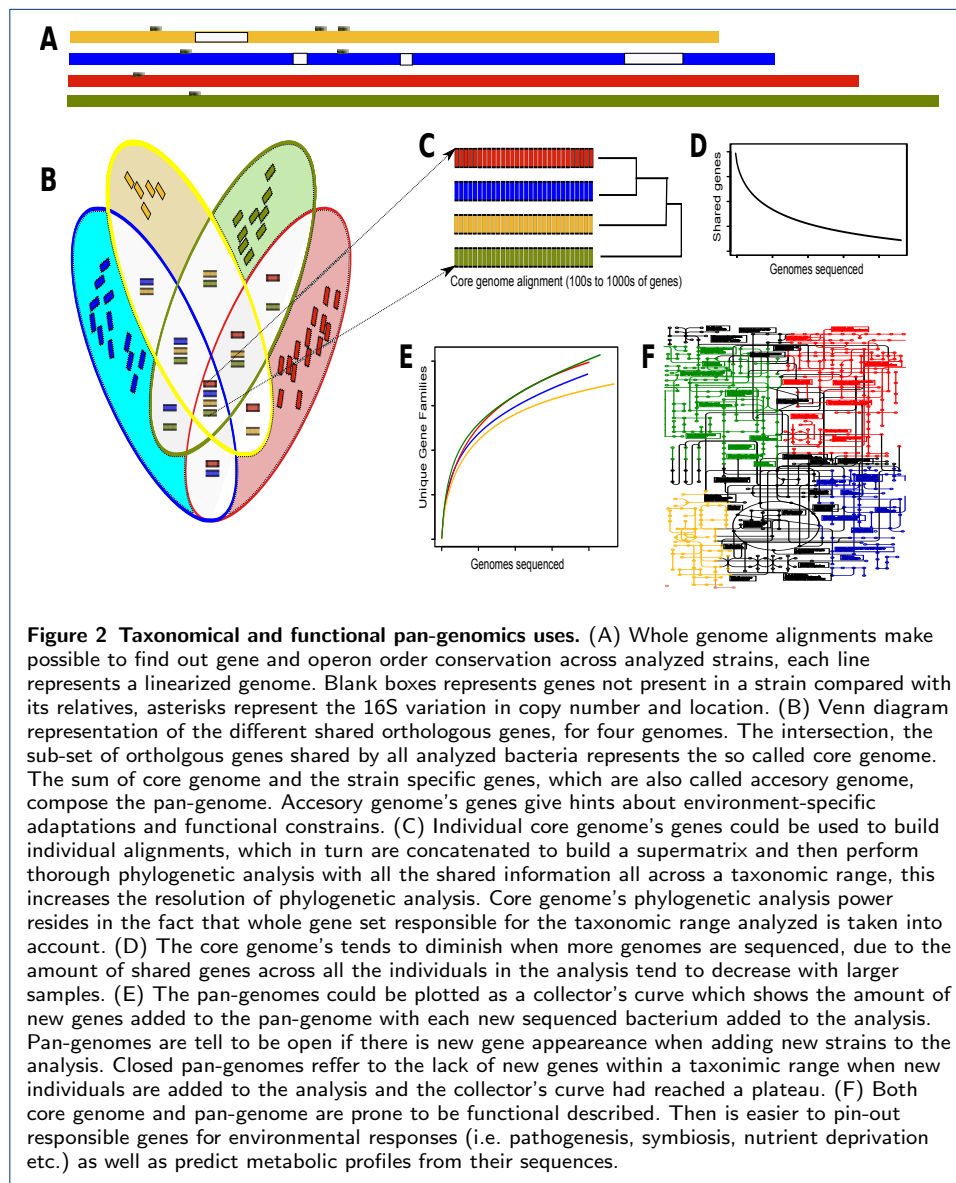 A
B
C
D
Shared genes
Genomes sequenced
Core genome alignment (100s to 1000s of genes)
E
Unique Gene Families
Genomes sequenced
F
Figure 2 Taxonomical and functional pan-genomics uses. (A) Whole genome alignments make
possible to find out gene and operon order conservation across analyzed strains, each line
represents a linearized genome. Blank boxes represents genes not present in a strain compared with
its relatives, asterisks represent the 16S variation in copy number and location. (B) Venn diagram
representation of the different shared orthologous genes, for four genomes. The intersection, the
sub-set of ortholgous genes shared by all analyzed bacteria represents the so called core genome.
The sum of core genome and the strain specific genes, which are also called accesory genome,
compose the pan-genome. Accesory genome's genes give hints about environment-specific
adaptations and functional constrains. (C) Individual core genome's genes could be used to build
individual alignments, which in turn are concatenated to build a supermatrix and then perform
thorough phylogenetic analysis with all the shared information all across a taxonomic range, this
increases the resolution of phylogenetic analysis. Core genome's phylogenetic analysis power
resides in the fact that whole gene set responsible for the taxonomic range analyzed is taken into
account. (D) The core genome's tends to diminish when more genomes are sequenced, due to the
amount of shared genes across all the individuals in the analysis tend to decrease with larger
samples. (E) The pan-genomes could be plotted as a collector's curve which shows the amount of
new genes added to the pan-genome with each new sequenced bacterium added to the analysis.
Pan-genomes are tell to be open if there is new gene appeareance when adding new strains to the
analysis. Closed pan-genomes reffer to the lack of new genes within a taxonimic range when new
individuals are added to the analysis and the collector's curve had reached a plateau. (F) Both
core genome and pan-genome are prone to be functional described. Then is easier to pin-out
responsible genes for environmental responses (i.e. pathogenesis, symbiosis, nutrient deprivation
etc.) as well as predict metabolic profiles from their sequences.